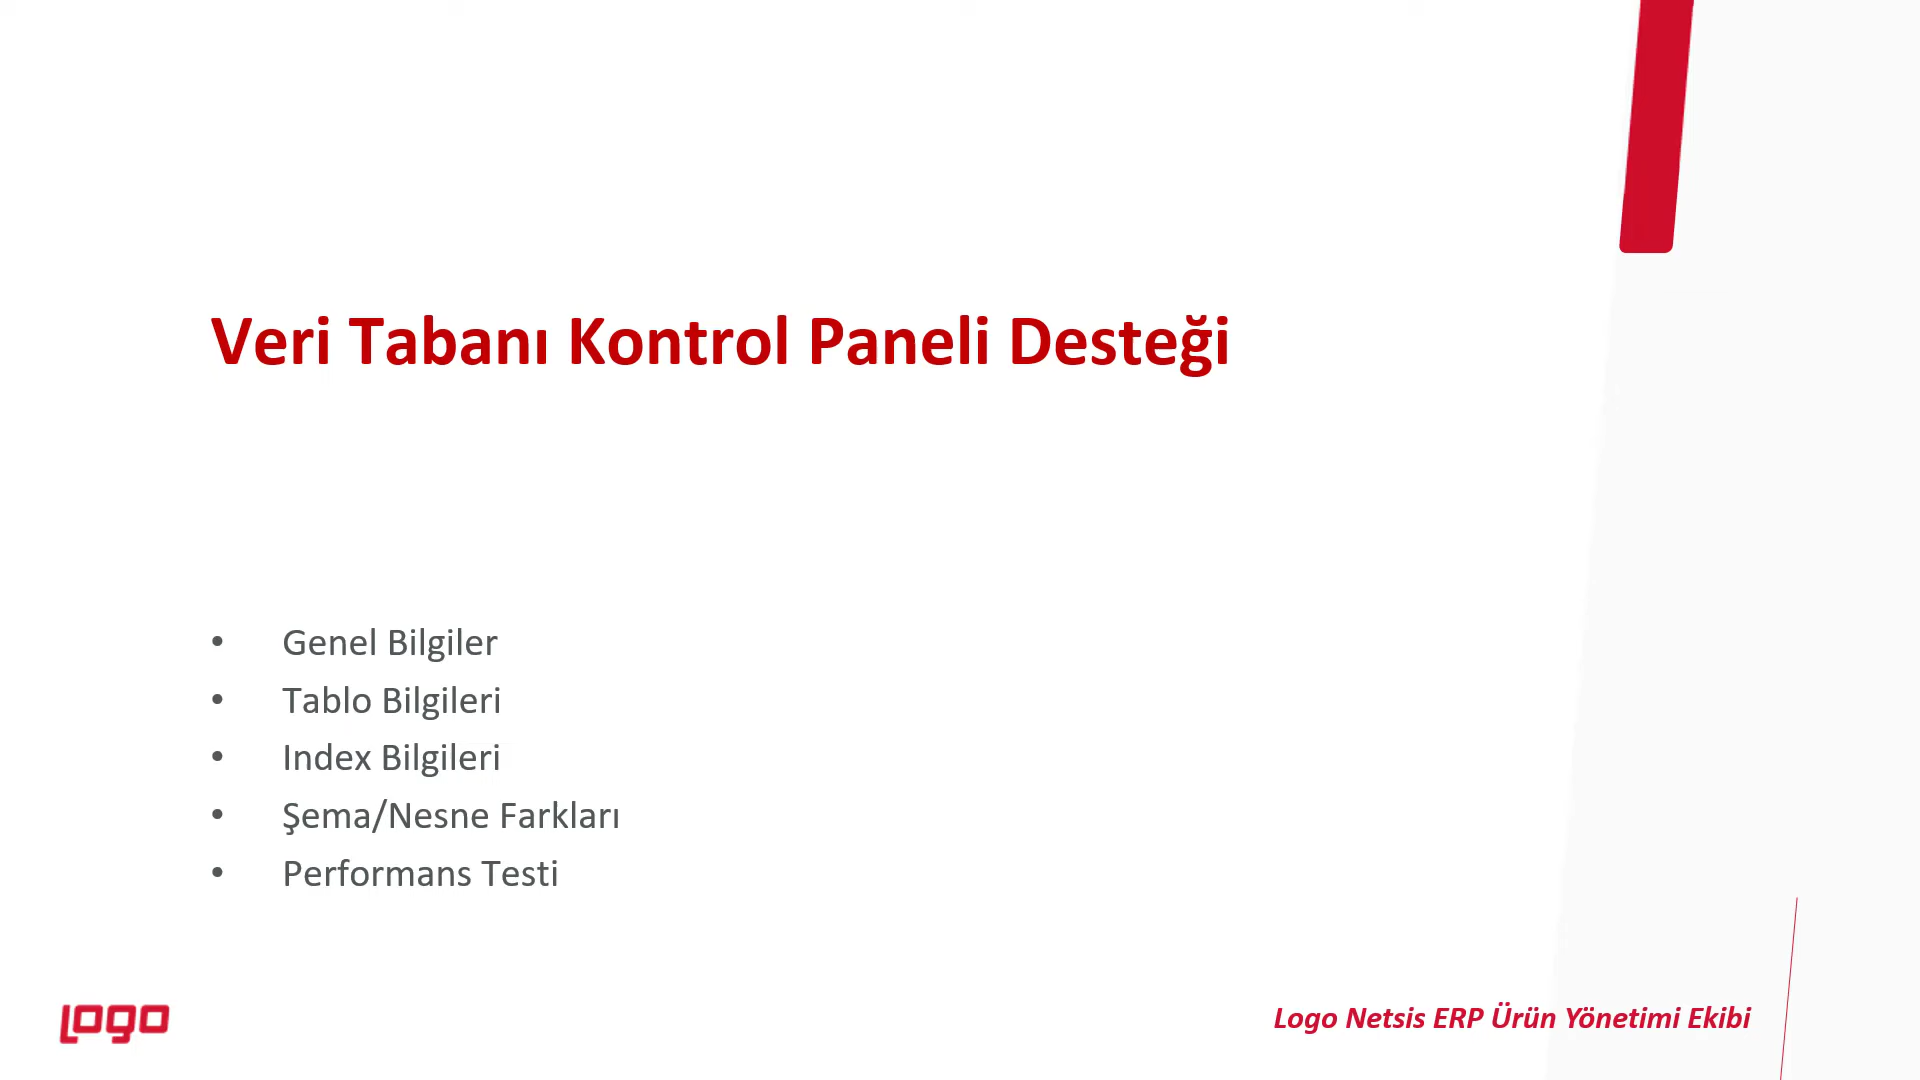 Veri Tabanı Kontrol Paneli Desteği
• Genel Bilgiler
• Tablo Bilgileri
• Index Bilgileri
• Şema/Nesne Farkları
• Performans Testi
LOGO
Logo Netsis ERP Ürün Yönetimi Ekibi